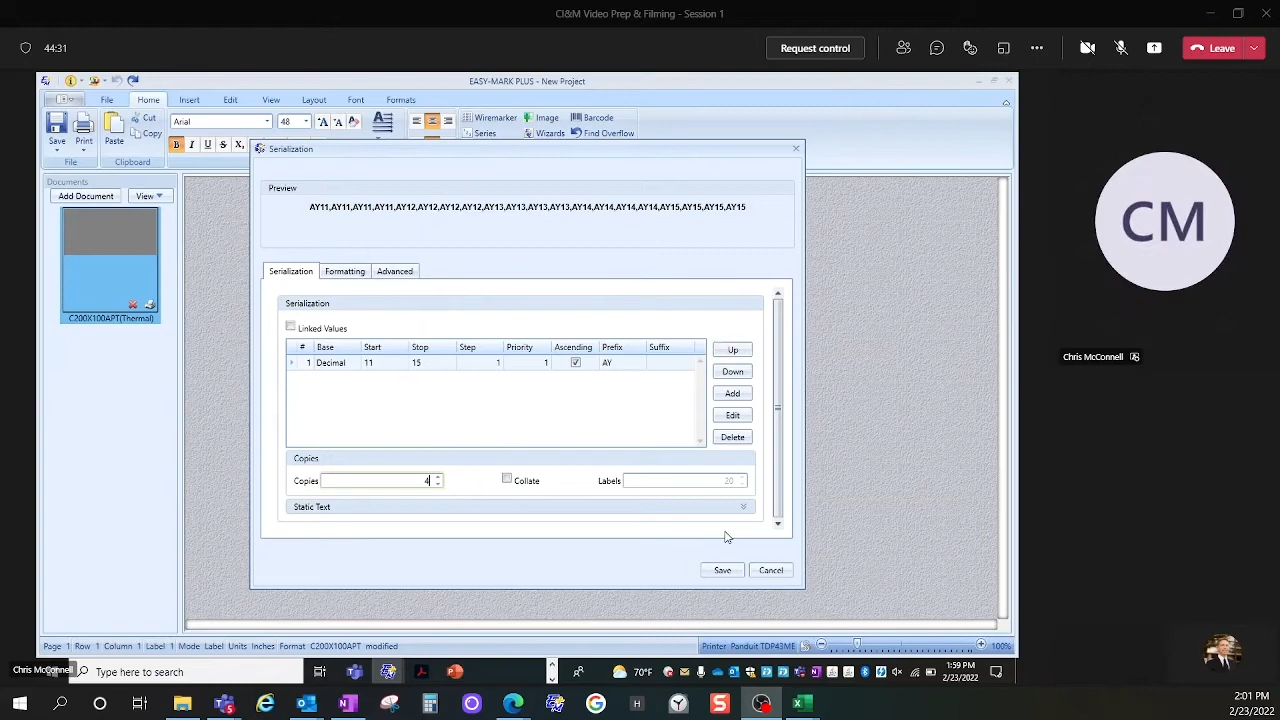 CI&M Video Prep & Filming - Session 1
44:31
Request control
Leave
EASY-MARK PLUS - New Project
File Home Insert Edit View Layout Font Formats
Save
Print
Paste
Cut
Copy
Arial
48
B I U S X
Wiremarker Image Barcode
Series Wizards Find Overflow
File
Clipboard
Documents
Add Document View
C200X100APT(Thermal)
Serialization
Preview
AY11,AY11,AY11,AY11,AY12,AY12,AY12,AY12,AY13,AY13,AY13,AY13,AY14,AY14,AY14,AY14,AY15,AY15,AY15,AY15
Serialization Formatting Advanced
Serialization
Linked Values
# Base Start Stop Step Priority Ascending Prefix Suffix
1 Decimal 11 15 1 1 AY
Up
Down
Add
Edit
Delete
Copies
Copies 4 Collate Labels 20
Static Text
Save Cancel
CM
Chris McConnell
Page 1 Row 1 Column 1 Label 1 Mode Label Units Inches Format C200X100APT modified
Printer Panduit TDP43ME
100%
Chris McConnell
Type here to search
70°F
1:59 PM
2/23/2022
2:01 PM
2/23/2022